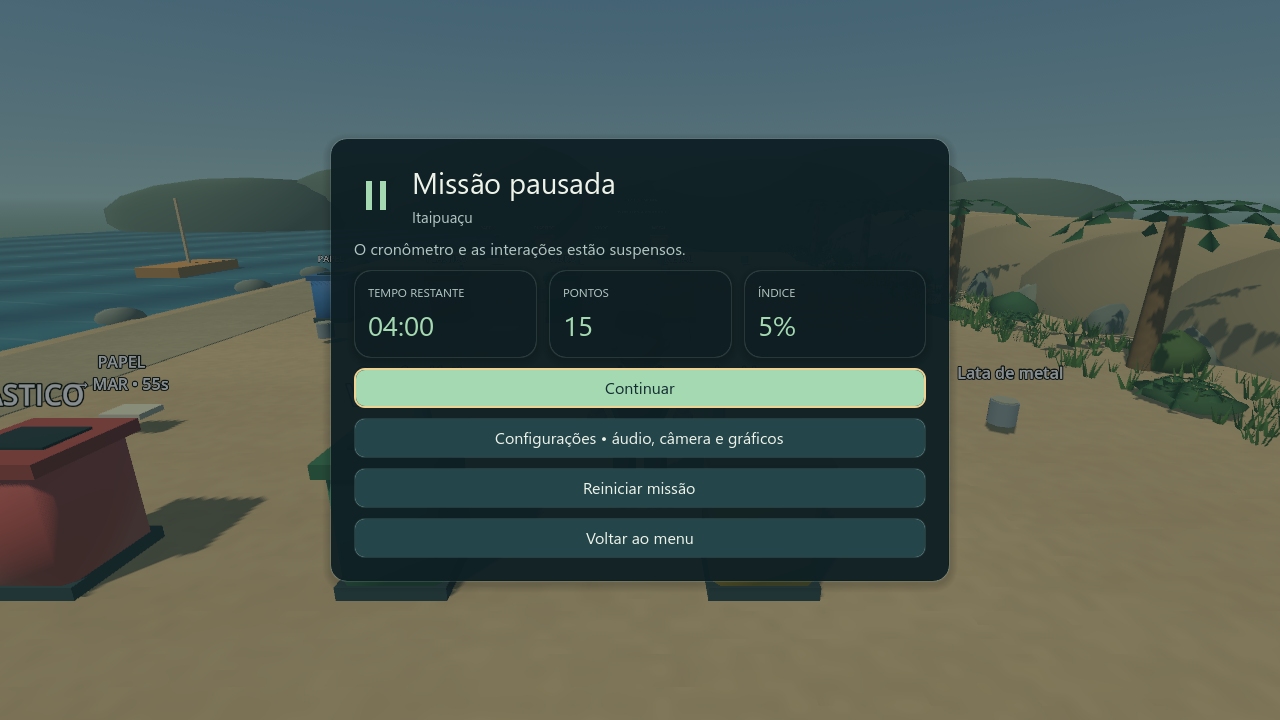 Missão pausada
Itaipuaçu
O cronômetro e as interações estão suspensos.
TEMPO RESTANTE
04:00
PONTOS
15
ÍNDICE
5%
Continuar
Configurações • áudio, câmera e gráficos
Reiniciar missão
Voltar ao menu
PAPEL
MAR • 55s
Lata de metal